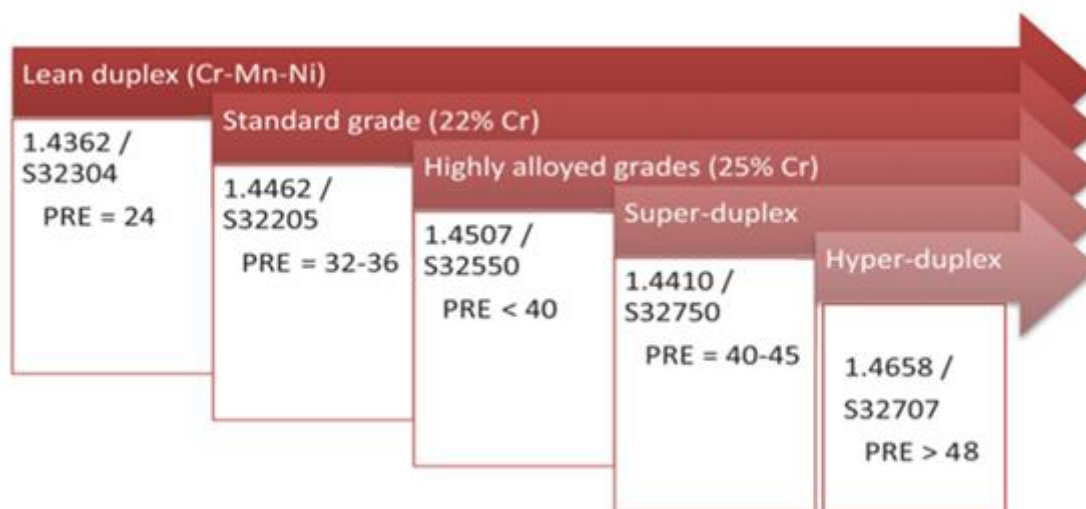 Lean duplex (Cr-Mn-Ni)
1.4362 /
S32304
PRE = 24
Standard grade (22% Cr)
1.4462 /
S32205
PRE = 32-36
Highly alloyed grades (25% Cr)
1.4507 /
S32550
PRE < 40
Super-duplex
1.4410 /
S32750
PRE = 40-45
Hyper-duplex
1.4658 /
S32707
PRE > 48